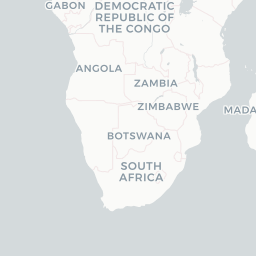 GABON
DEMOCRATIC
REPUBLIC OF
THE CONGO
ANGOLA
ZAMBIA
ZIMBABWE
MADA
BOTSWANA
SOUTH
AFRICA